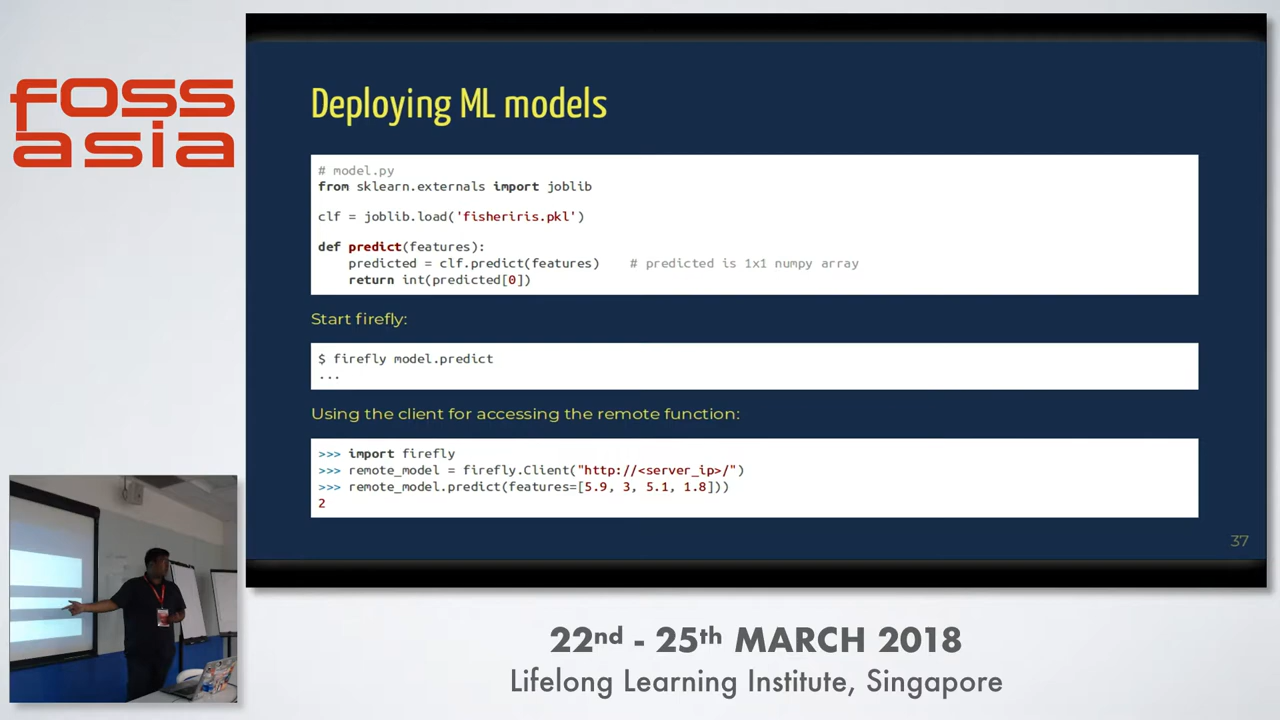 foss
asia
Deploying ML models
# model.py
from sklearn.externals import joblib
clf = joblib.load('fisheriris.pkl')
def predict(features):
predicted = clf.predict(features)    # predicted is 1x1 numpy array
return int(predicted[0])
Start firefly:
$ firefly model.predict
...
Using the client for accessing the remote function:
>>> import firefly
>>> remote_model = firefly.Client("http://<server_ip>/")
>>> remote_model.predict(features=[5.9, 3, 5.1, 1.8]))
2
37
22nd - 25th MARCH 2018
Lifelong Learning Institute, Singapore